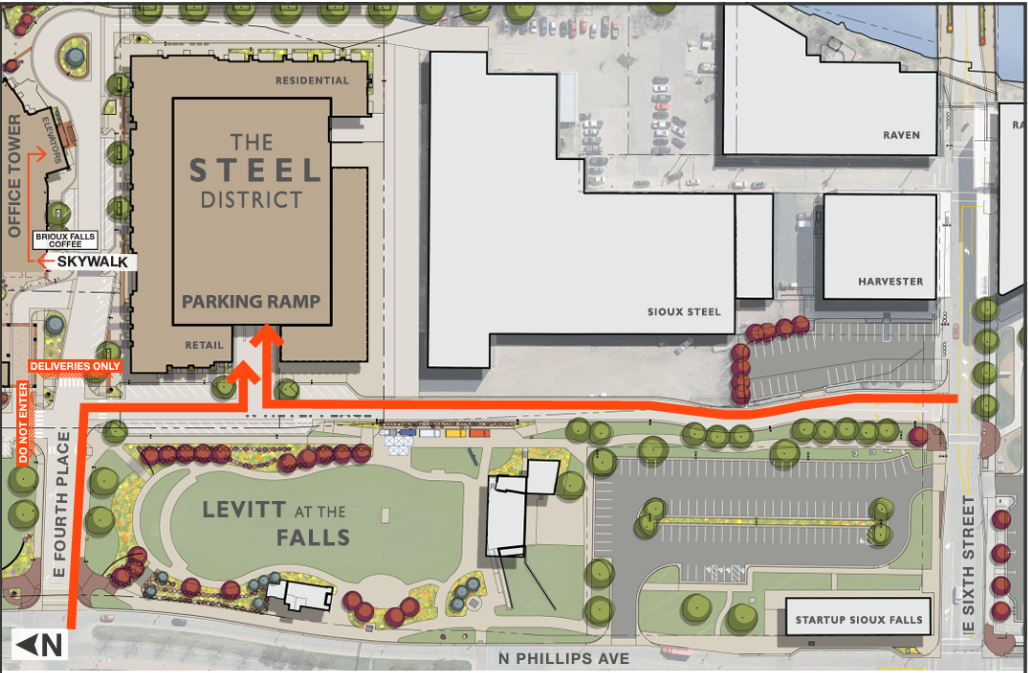 RESIDENTIAL
THE
STEEL
DISTRICT
PARKING RAMP
RETAIL
OFFICE TOWER
ELEVATORS
BRIOUX FALLS
COFFEE
SKYWALK
DELIVERIES ONLY
DO NOT ENTER
E FOURTH PLACE
RAVEN
RA
HARVESTER
SIOUX STEEL
LEVITT AT THE
FALLS
STARTUP SIOUX FALLS
E SIXTH STREET
N PHILLIPS AVE
N